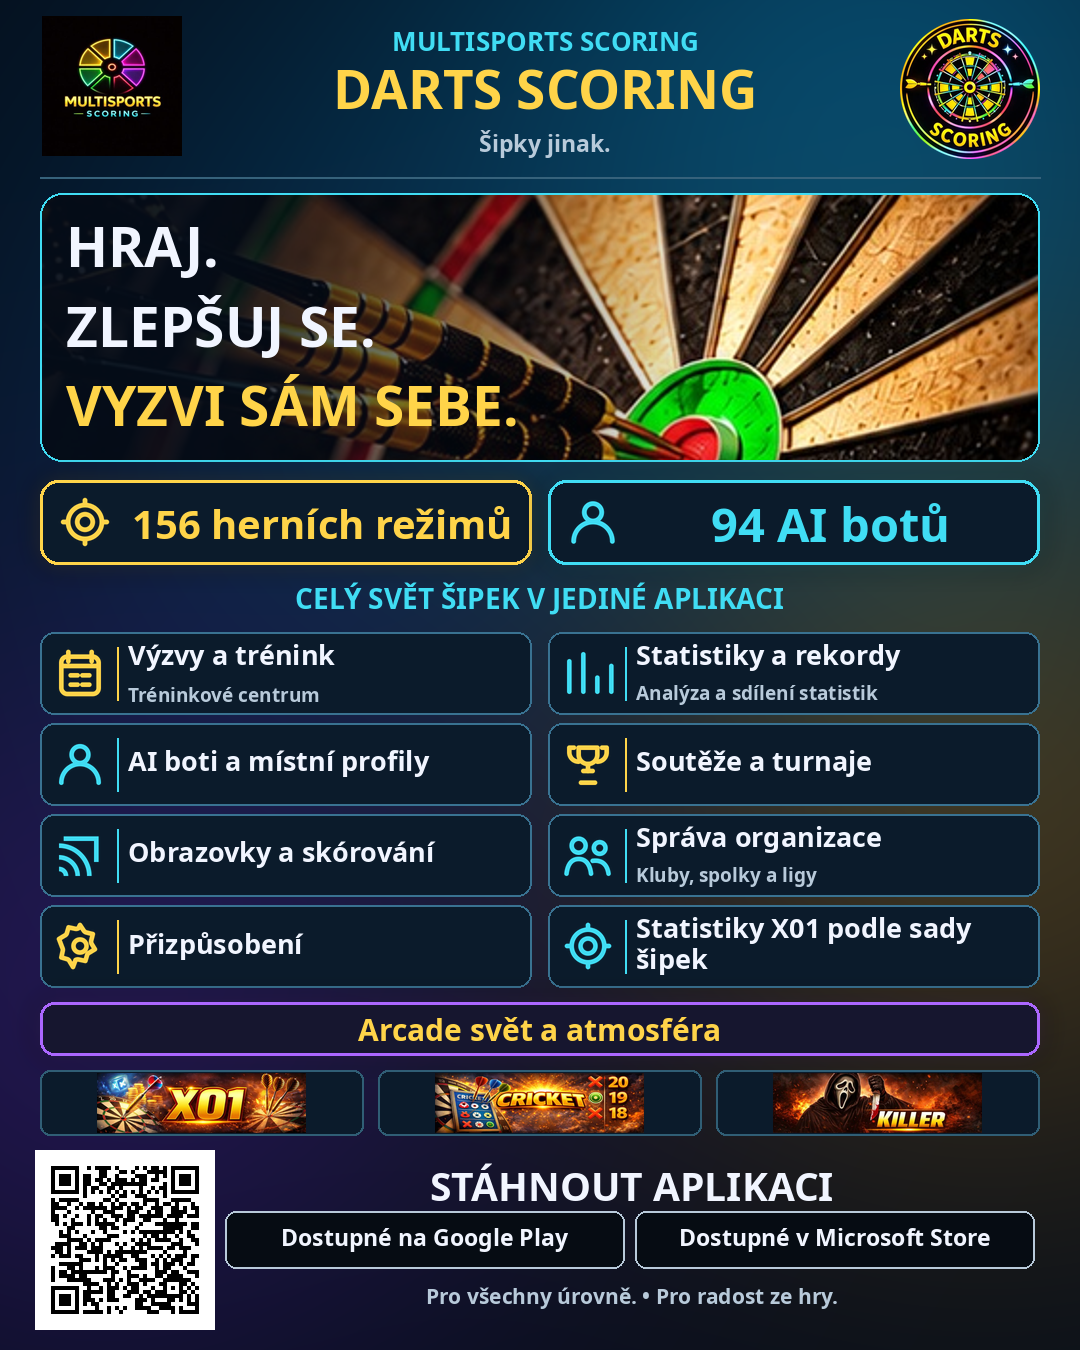 MULTISPORTS
SCORING
MULTISPORTS SCORING
DARTS SCORING
Šipky jinak.
DARTS
SCORING
HRAJ.
ZLEPŠUJ SE.
VYZVI SÁM SEBE.
156 herních režimů
94 AI botů
CELÝ SVĚT ŠIPEK V JEDINÉ APLIKACI
Výzvy a trénink
Tréninkové centrum
Statistiky a rekordy
Analýza a sdílení statistik
AI boti a místní profily
Soutěže a turnaje
Obrazovky a skórování
Správa organizace
Kluby, spolky a ligy
Přizpůsobení
Statistiky X01 podle sady
šipek
Arcade svět a atmosféra
X01
CRICKET
CRICKET
20
19
18
KILLER
STÁHNOUT APLIKACI
Dostupné na Google Play
Dostupné v Microsoft Store
Pro všechny úrovně. • Pro radost ze hry.